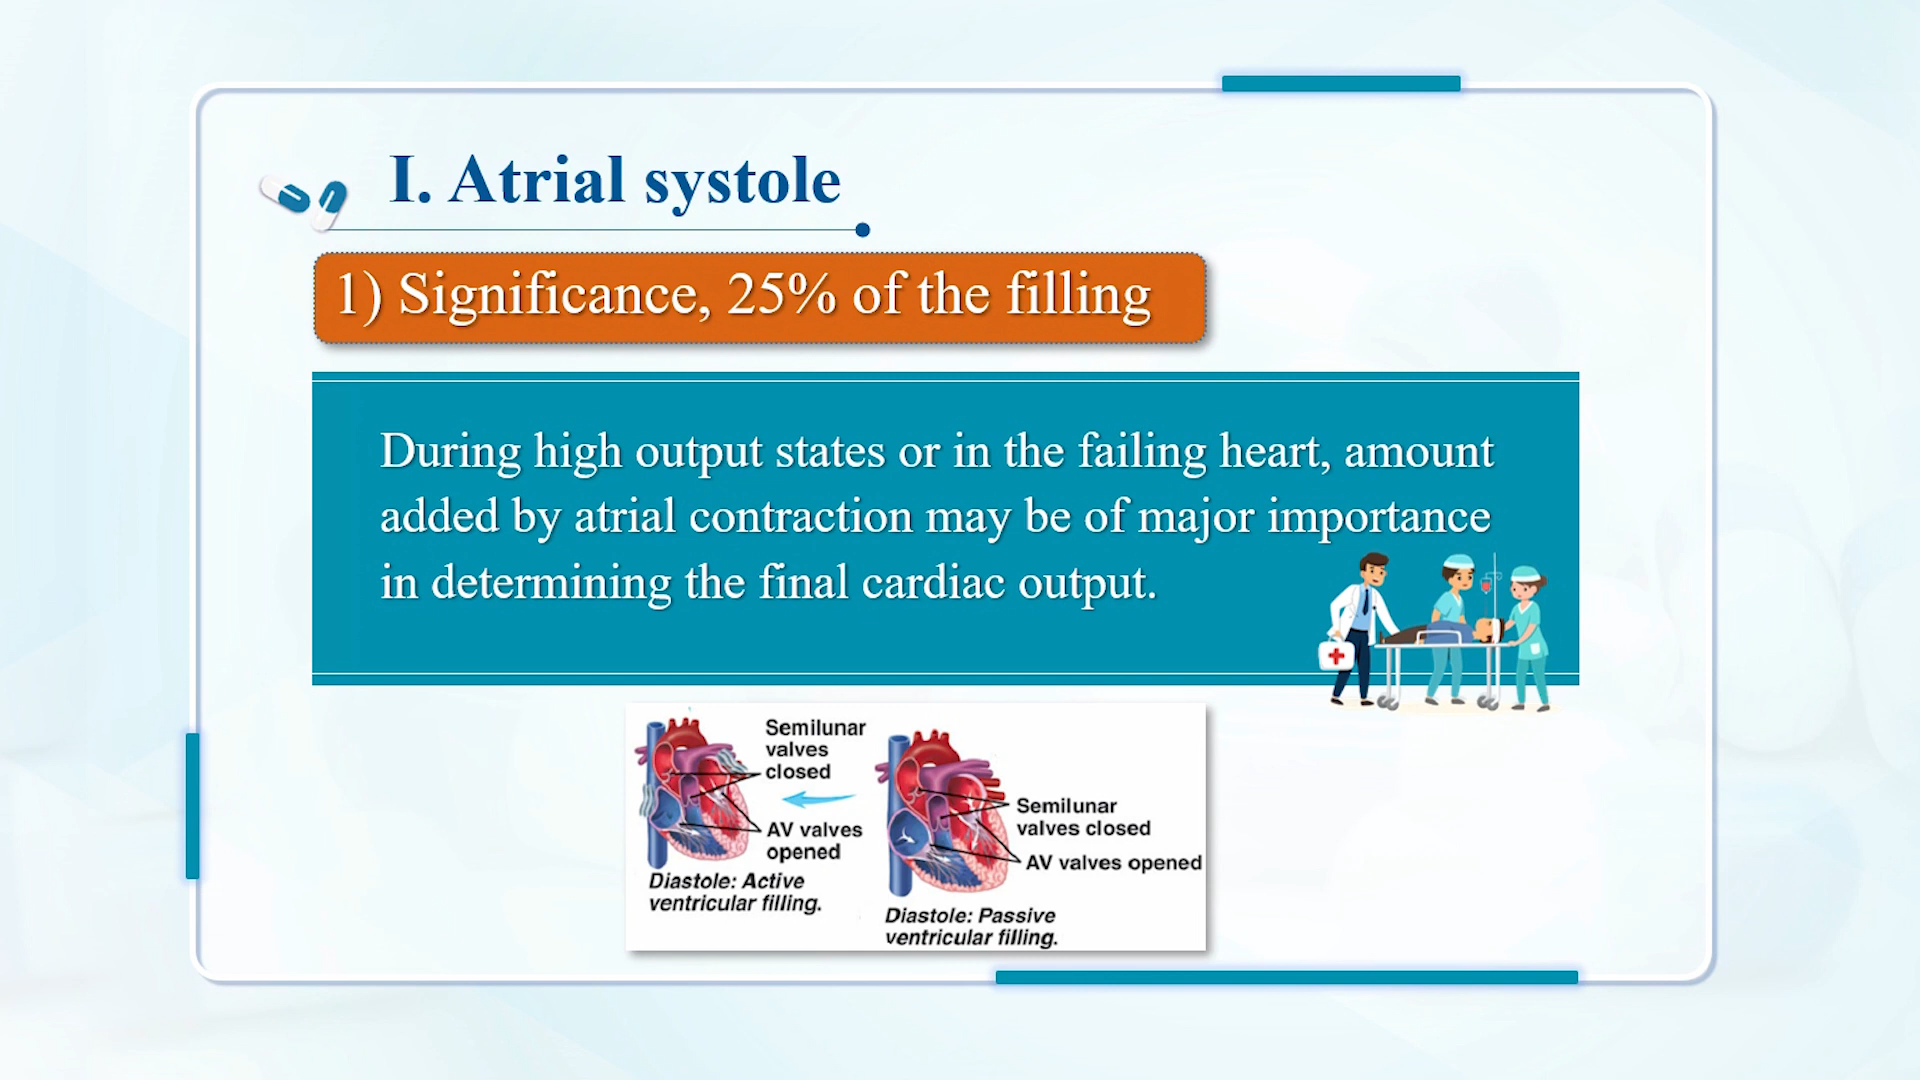 I. Atrial systole
1) Significance, 25% of the filling
During high output states or in the failing heart, amount
added by atrial contraction may be of major importance
in determining the final cardiac output.
Semilunar
valves
closed
AV valves
opened
Diastole: Active
ventricular filling.
Semilunar
valves closed
AV valves opened
Diastole: Passive
ventricular filling.